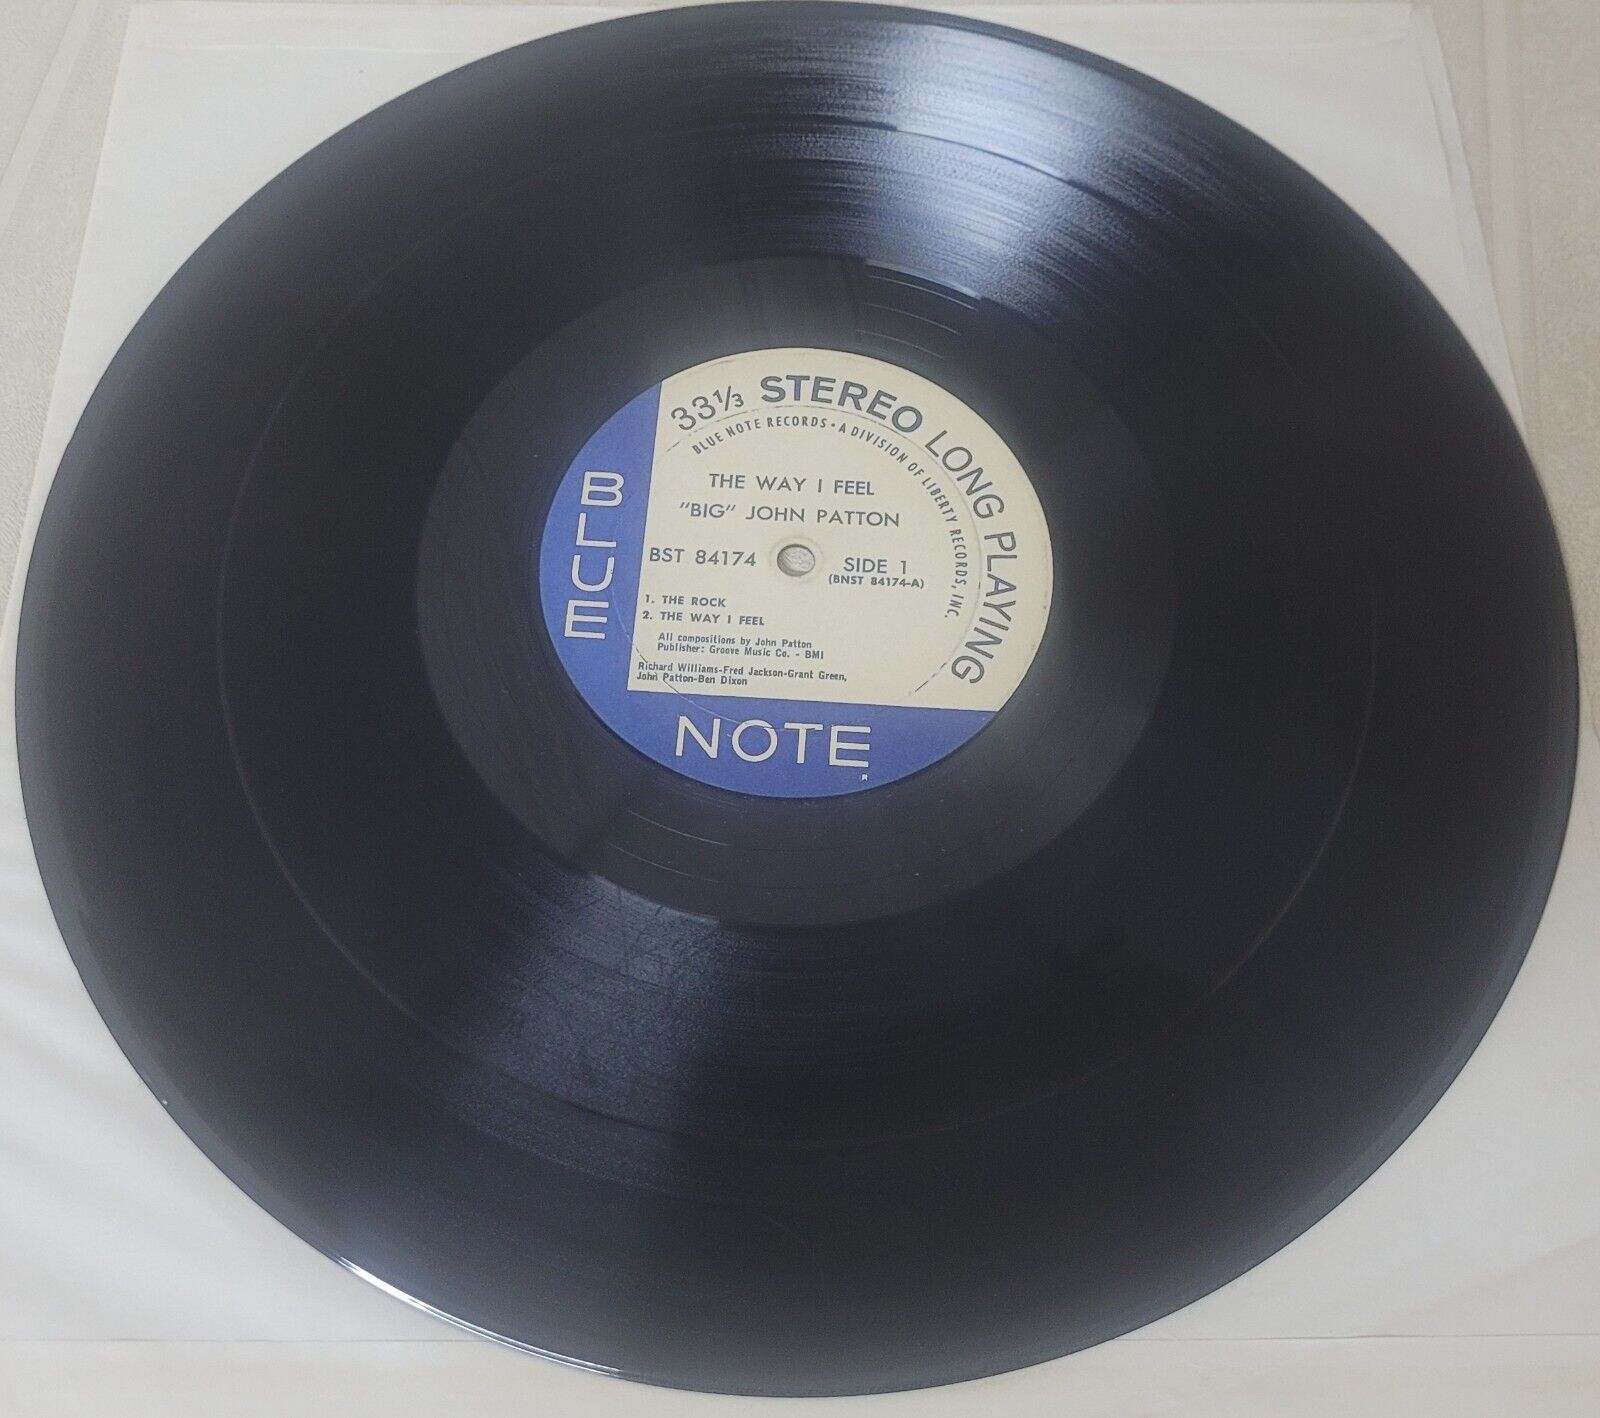 33⅓ STEREO LONG PLAYING
BLUE NOTE RECORDS • A DIVISION OF LIBERTY RECORDS, INC.
THE WAY I FEEL
"BIG" JOHN PATTON
BST 84174
SIDE 1
(BNST 84174-A)
1. THE ROCK
2. THE WAY I FEEL
All compositions by John Patton
Publisher: Groove Music Co. - BMI
Richard Williams-Fred Jackson-Grant Green,
John Patton-Ben Dixon
BLUE
NOTE